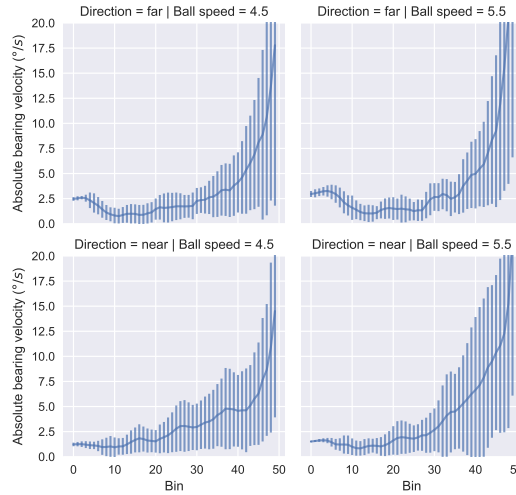 Direction = far | Ball speed = 4.5
Direction = far | Ball speed = 5.5
Absolute bearing velocity (°/s)
20.0
17.5
15.0
12.5
10.0
7.5
5.0
2.5
0.0
Direction = near | Ball speed = 4.5
Direction = near | Ball speed = 5.5
Absolute bearing velocity (°/s)
20.0
17.5
15.0
12.5
10.0
7.5
5.0
2.5
0.0
0 10 20 30 40 50
0 10 20 30 40 5
Bin
Bin